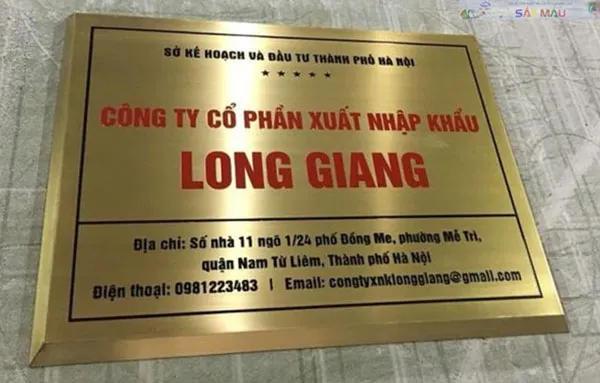 SẮC MÀU
SỞ KẾ HOẠCH VÀ ĐẦU TƯ THÀNH PHỐ HÀ NỘI
★ ★ ★ ★ ★
CÔNG TY CỔ PHẦN XUẤT NHẬP KHẨU
LONG GIANG
Địa chỉ: Số nhà 11 ngõ 1/24 phố Đồng Me, phường Mễ Trì,
quận Nam Từ Liêm, Thành phố Hà Nội
Điện thoại: 0981223483 | Email: congtyxnklonggiang@gmail.com